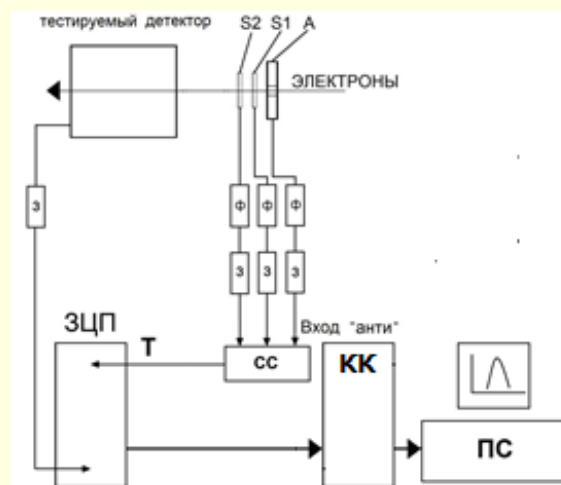 тестируемый детектор
S2 S1 A
ЭЛЕКТРОНЫ
З
Ф Ф Ф
З З З
ЗЦП
Вход "анти"
Т
СС
КК
ПС